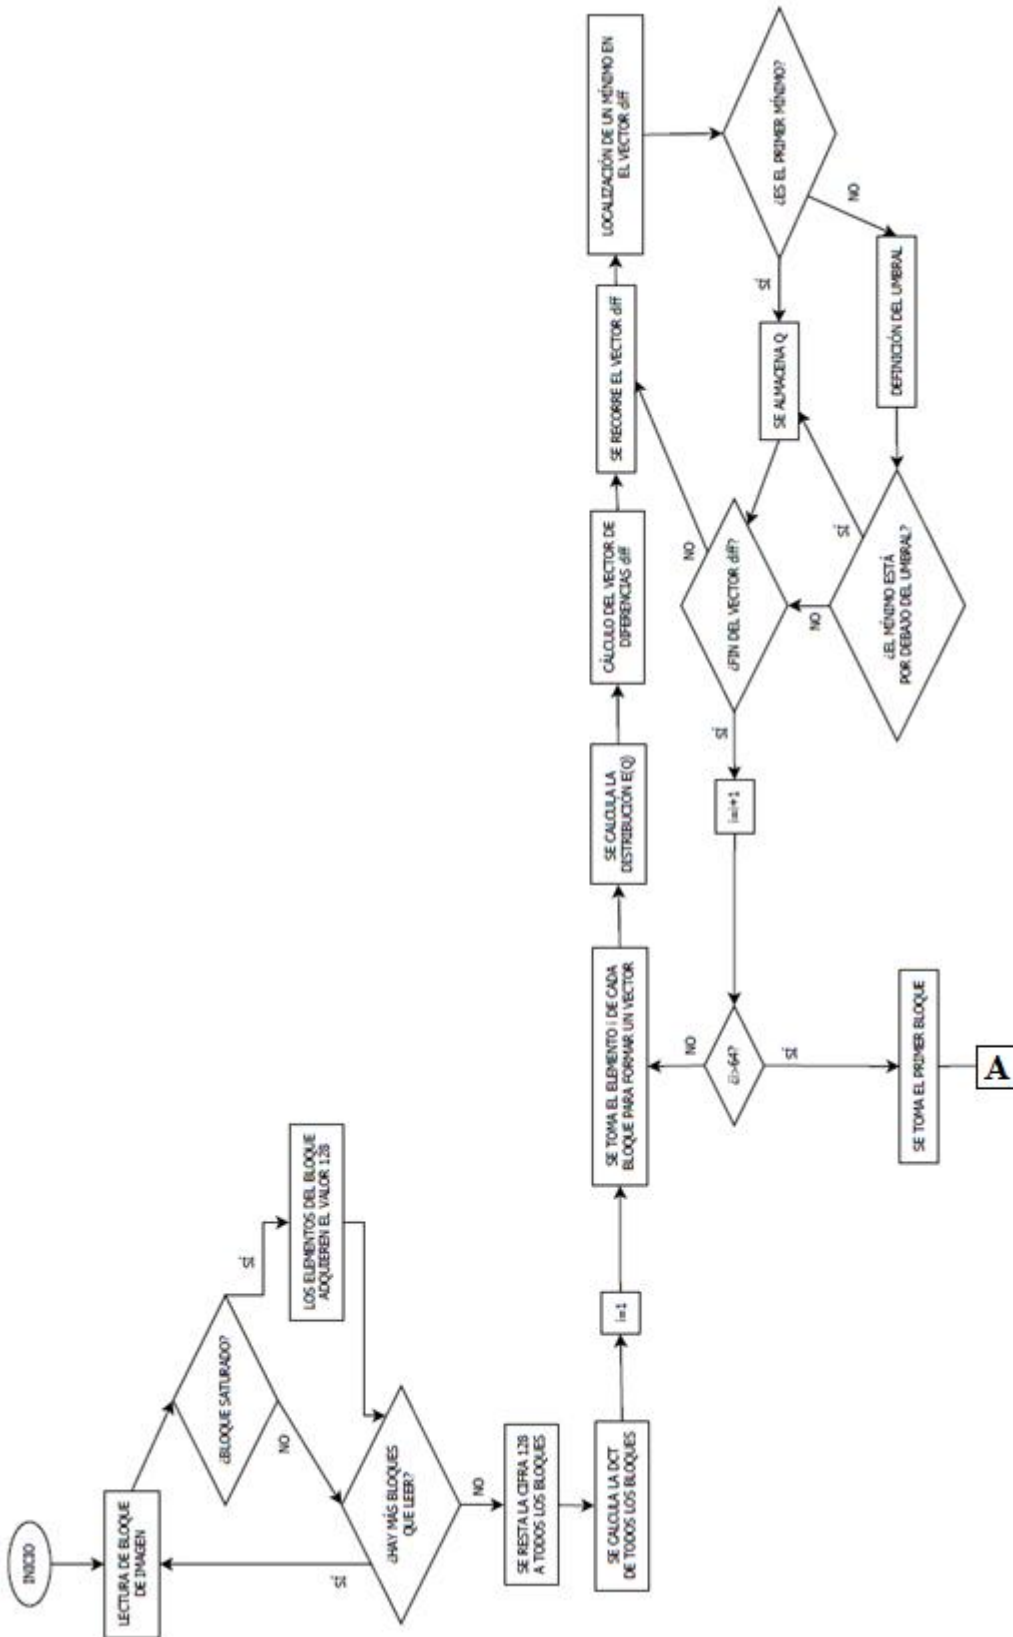 INICIO
LECTURA DE BLOQUE
DE IMAGEN
¿BLOQUE SATURADO?
SÍ
NO
LOS ELEMENTOS DEL BLOQUE
ADQUIEREN EL VALOR 128
¿HAY MÁS BLOQUES
QUE LEER?
SÍ
NO
SE RESTA LA CIFRA 128
A TODOS LOS BLOQUES
SE CALCULA LA DCT
DE TODOS LOS BLOQUES
i=1
SE TOMA EL ELEMENTO i DE CADA
BLOQUE PARA FORMAR UN VECTOR
SE CALCULA LA
DISTRIBUCIÓN E(Q)
CÁLCULO DEL VECTOR DE
DIFERENCIAS diff
SE RECORRE EL VECTOR diff
LOCALIZACIÓN DE UN MÍNIMO EN
EL VECTOR diff
¿ES EL PRIMER MÍNIMO?
SÍ
NO
SE ALMACENA Q
DEFINICIÓN DEL UMBRAL
¿EL MÍNIMO ESTÁ
POR DEBAJO DEL UMBRAL?
SÍ
NO
¿FIN DEL VECTOR diff?
NO
SÍ
i=i+1
¿i>64?
NO
SÍ
SE TOMA EL PRIMER BLOQUE
A